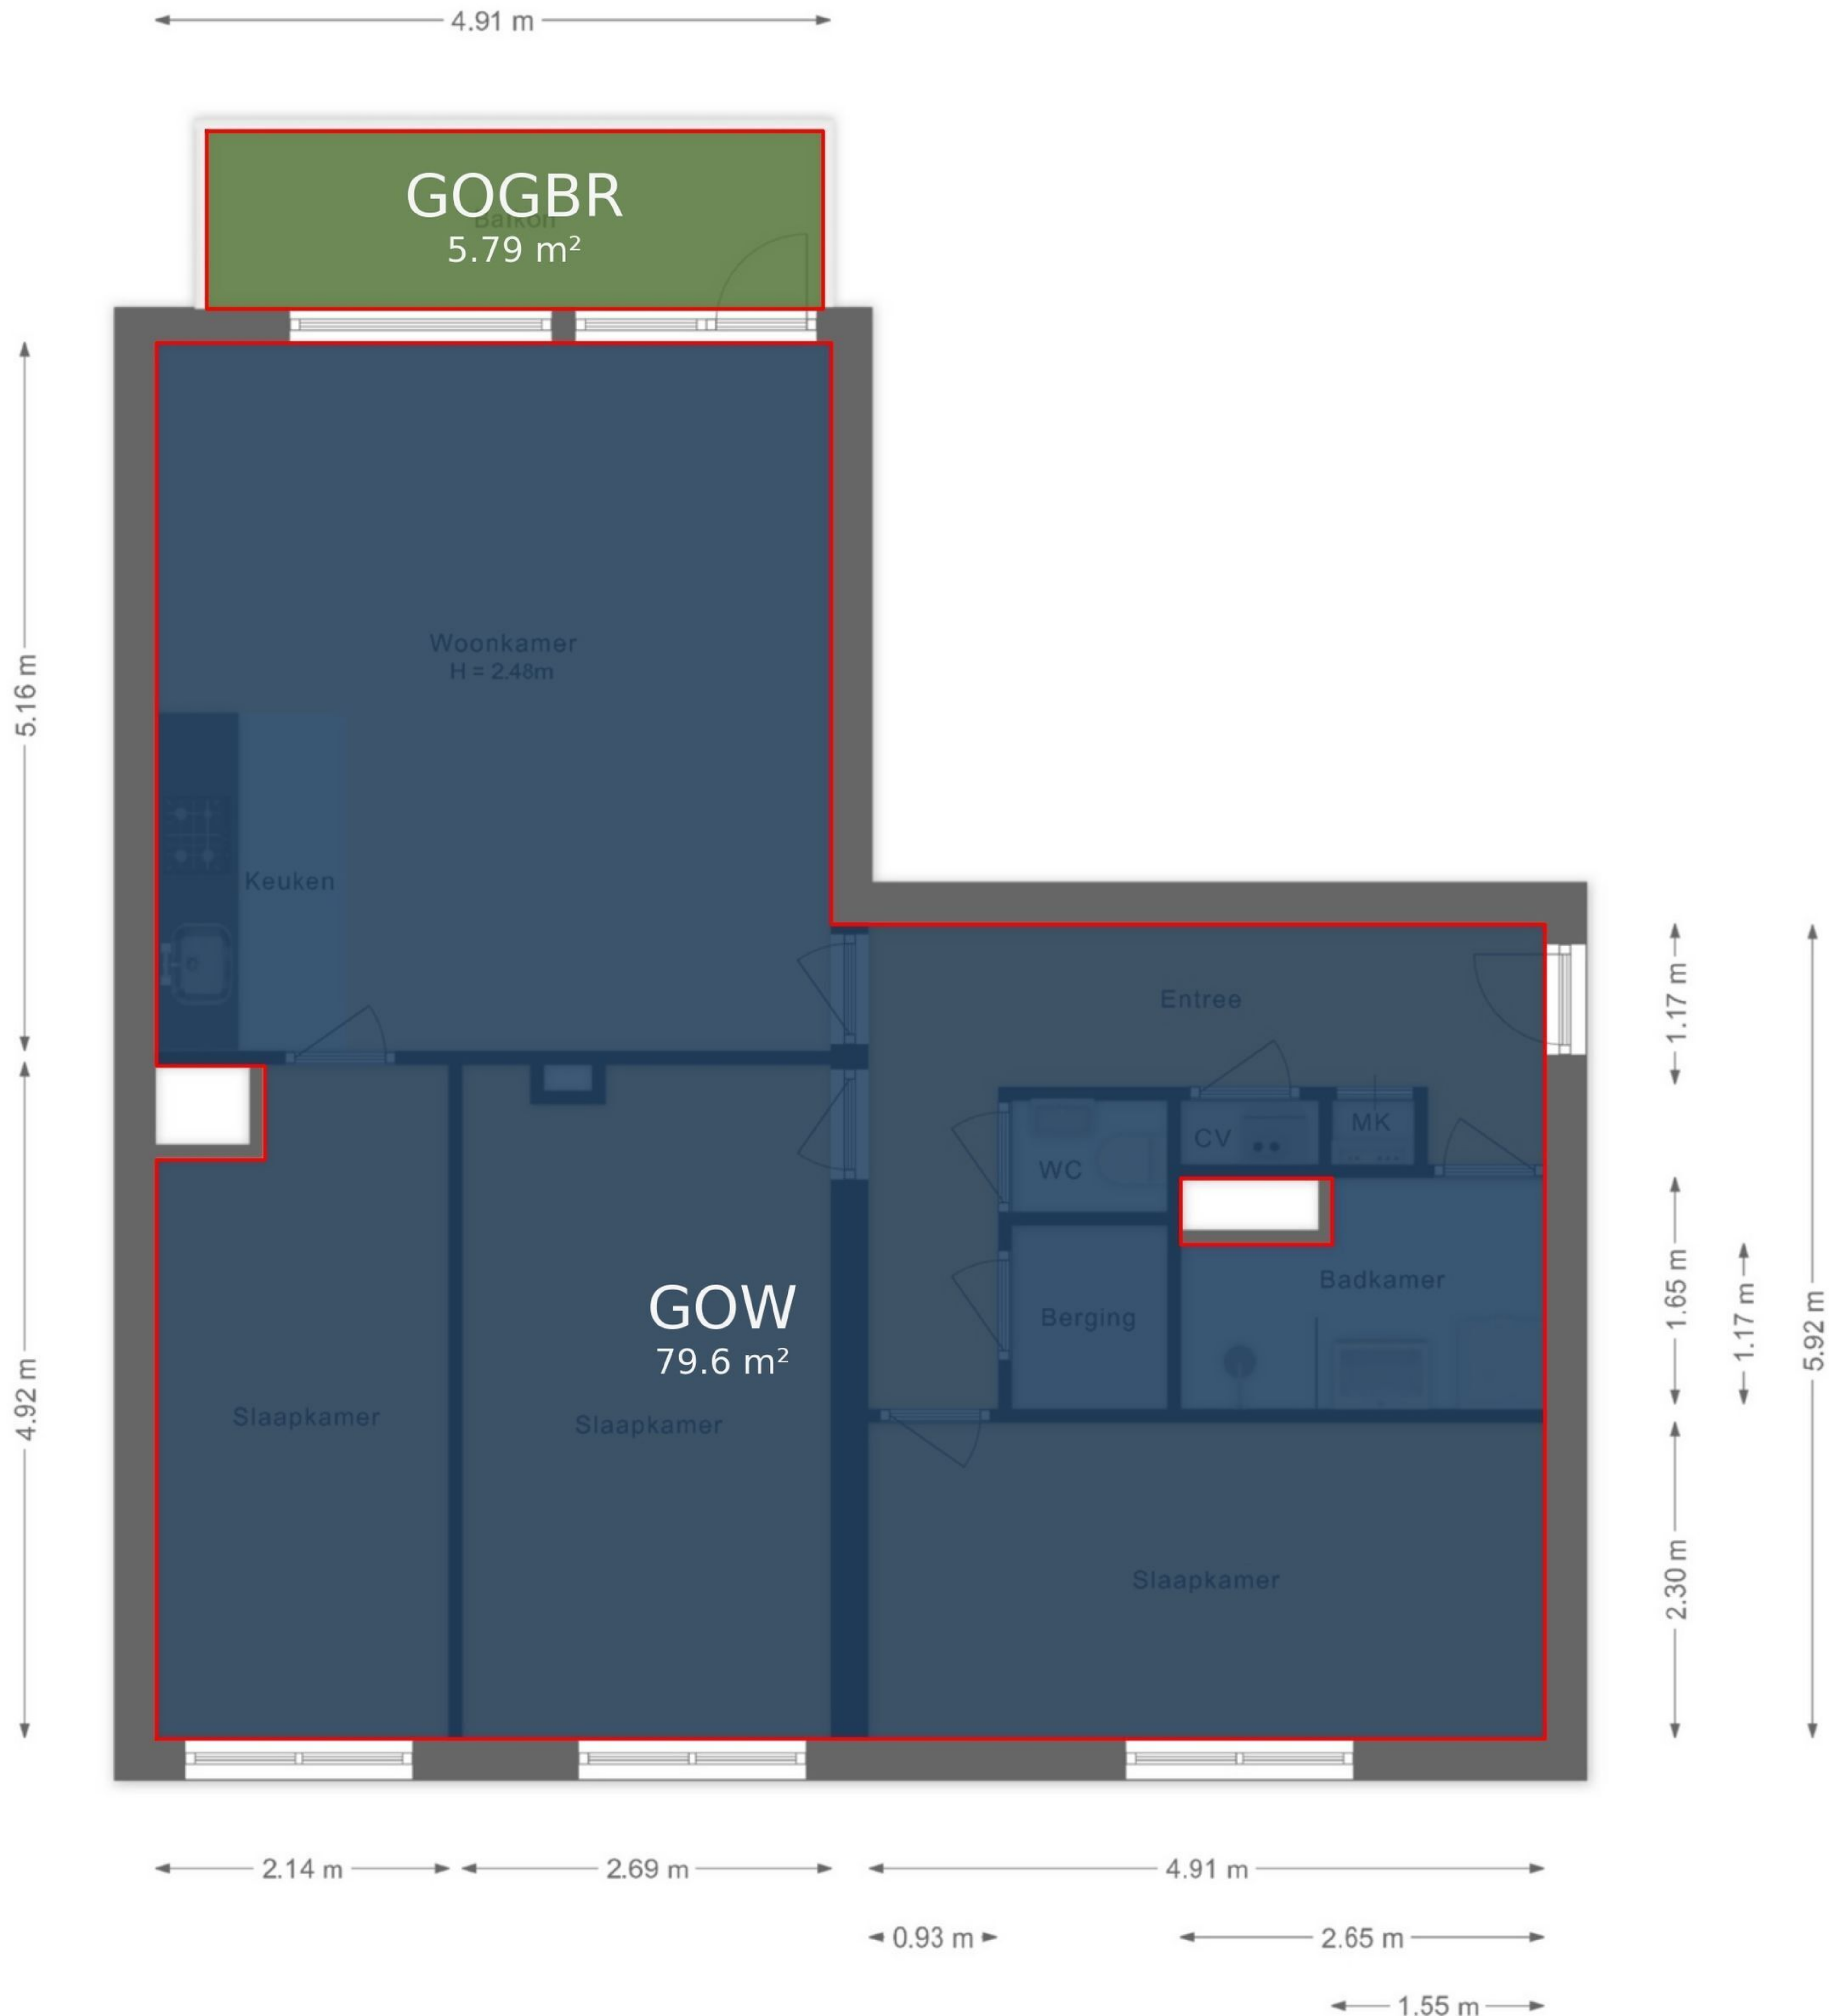 4.91 m
GOGBR
Balkon
5.79 m²
Woonkamer
H = 2.48m
5.16 m
Keuken
Entree
1.17 m
MK
CV
WC
Badkamer
1.65 m
1.17 m
5.92 m
GOW
Berging
79.6 m²
4.92 m
Slaapkamer
Slaapkamer
Slaapkamer
2.30 m
2.14 m
2.69 m
4.91 m
0.93 m
2.65 m
1.55 m